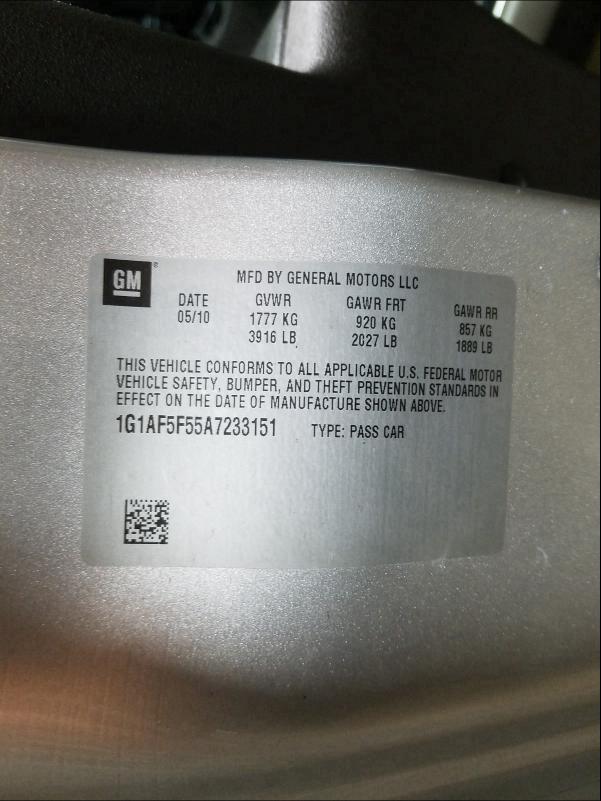 GM ®
MFD BY GENERAL MOTORS LLC
DATE GVWR GAWR FRT GAWR RR
05/10 1777 KG 920 KG 857 KG
3916 LB 2027 LB 1889 LB
THIS VEHICLE CONFORMS TO ALL APPLICABLE U.S. FEDERAL MOTOR
VEHICLE SAFETY, BUMPER, AND THEFT PREVENTION STANDARDS IN
EFFECT ON THE DATE OF MANUFACTURE SHOWN ABOVE.
1G1AF5F55A7233151 TYPE: PASS CAR